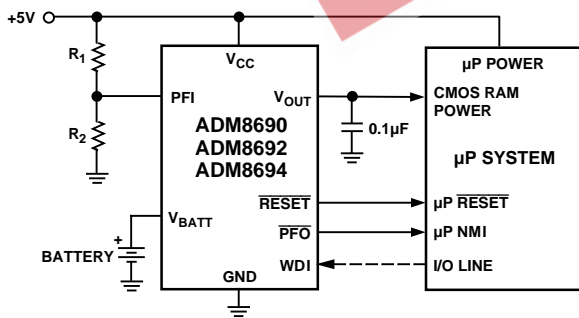 +5V
R1
R2
VCC
PFI
VOUT
ADM8690
ADM8692
ADM8694
0.1µF
VBATT
BATTERY
+
RESET
PFO
WDI
GND
µP POWER
CMOS RAM
POWER
µP SYSTEM
µP RESET
µP NMI
I/O LINE